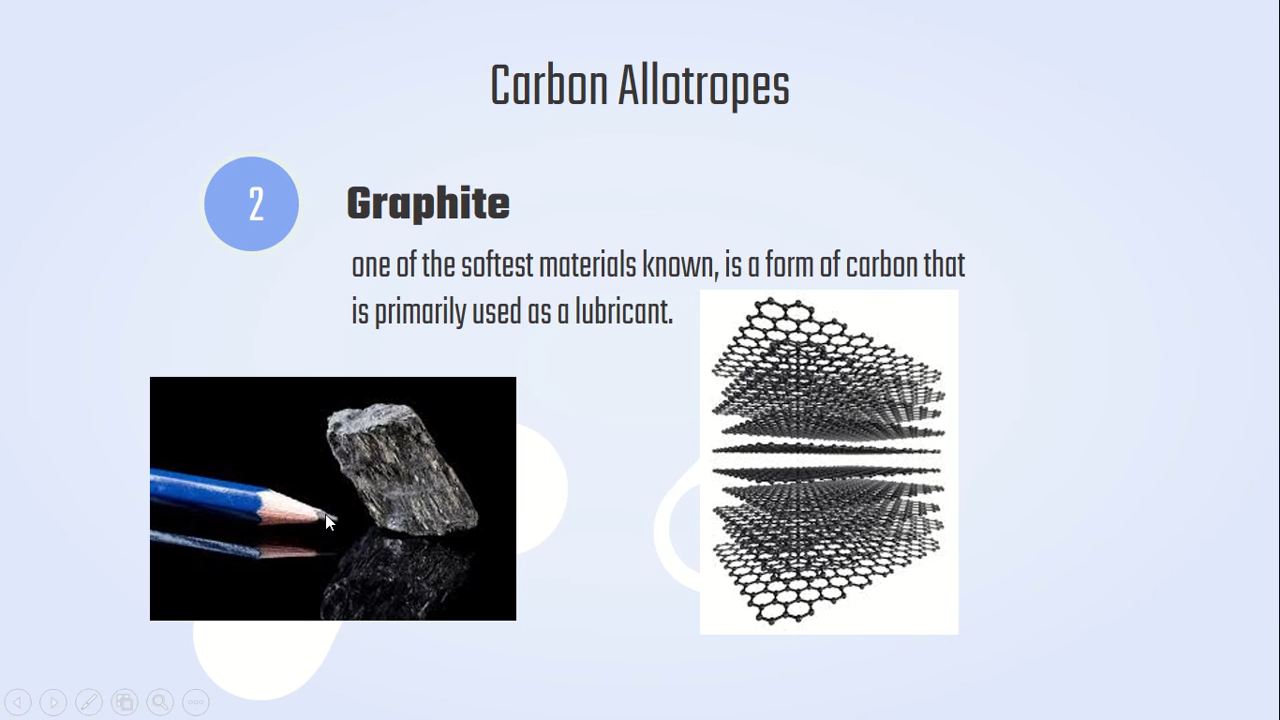 Carbon Allotropes
2
Graphite
one of the softest materials known, is a form of carbon that
is primarily used as a lubricant.